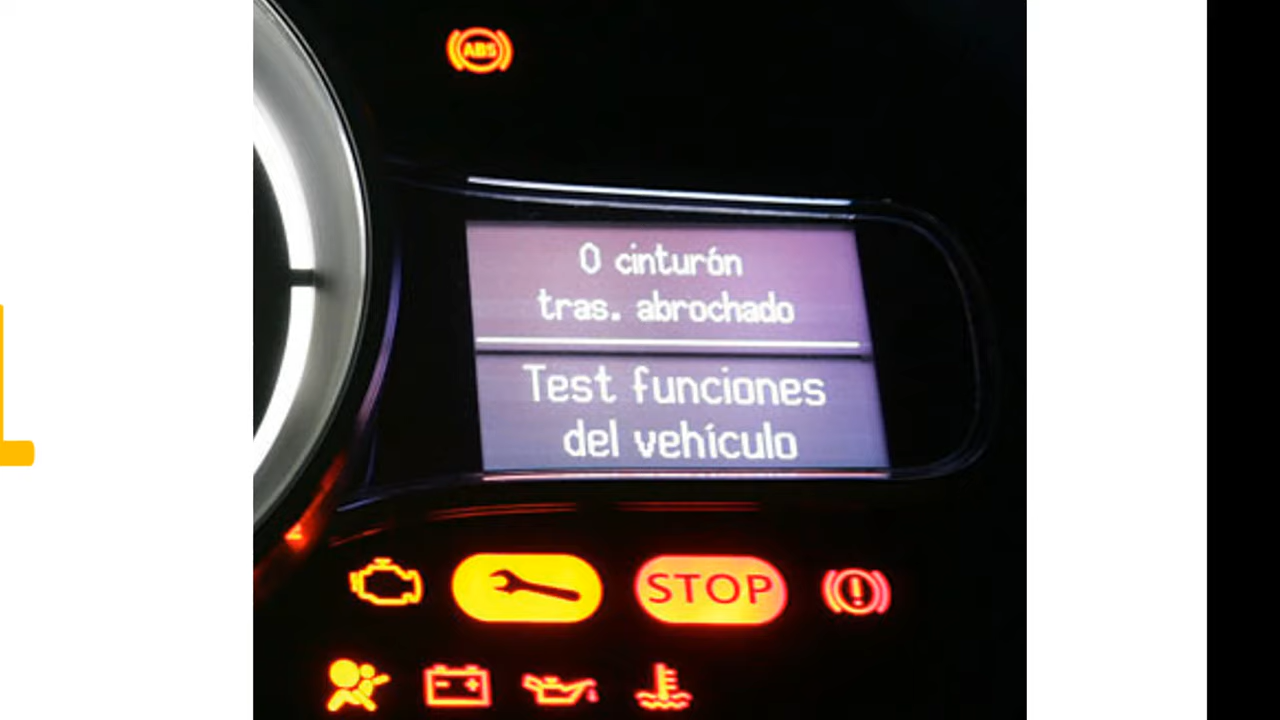 ABS
0 cinturón
tras. abrochado
Test funciones
del vehículo
STOP